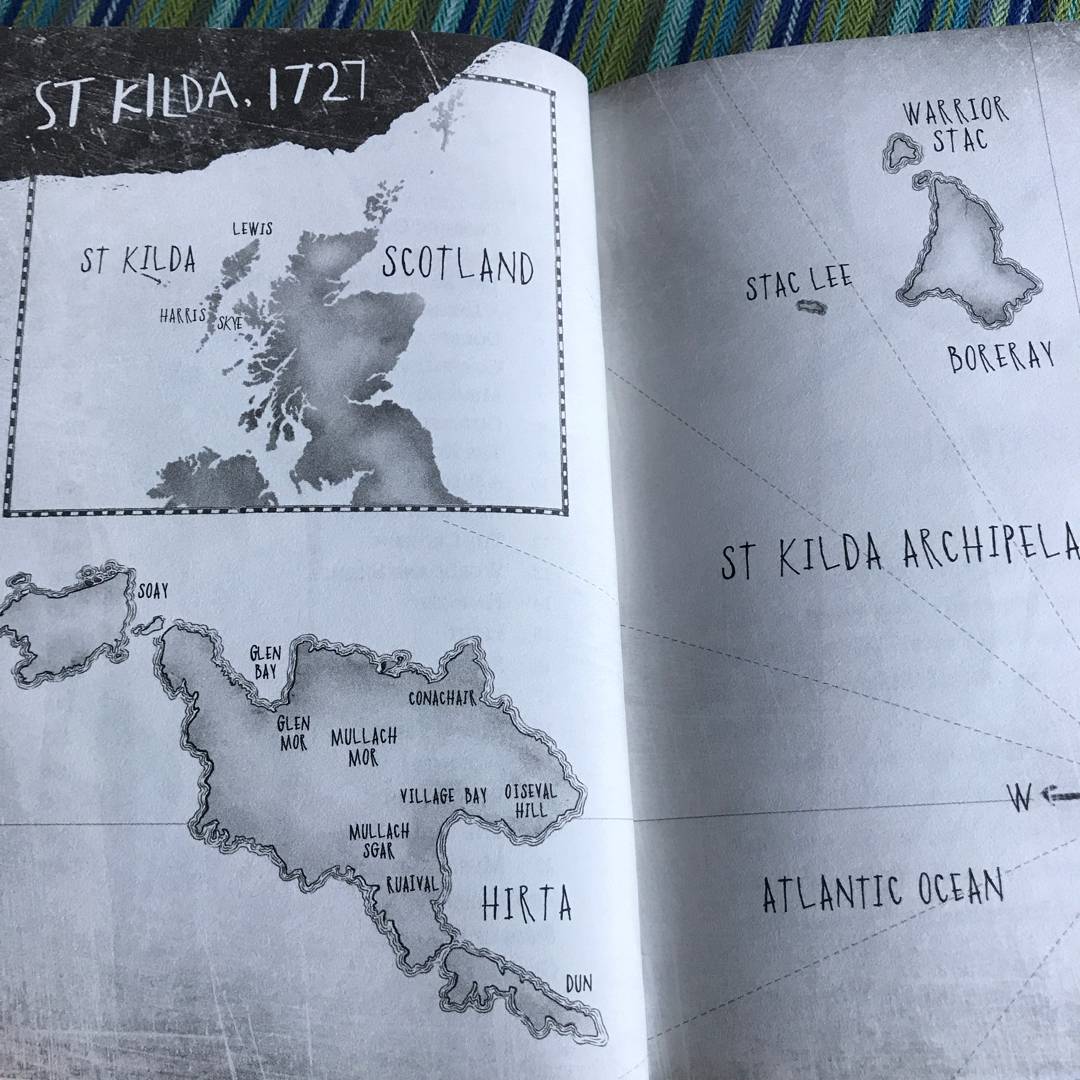 ST KILDA, 1727
LEWIS
ST KILDA
SCOTLAND
HARRIS
SKYE
SOAY
GLEN
BAY
CONACHAIR
GLEN
MOR
MULLACH
MOR
VILLAGE BAY
OISEVAL
HILL
MULLACH
SGAR
RUAIVAL
HIRTA
DUN
WARRIOR
STAC
STAC LEE
BORERAY
ST KILDA ARCHIPELA
W
ATLANTIC OCEAN